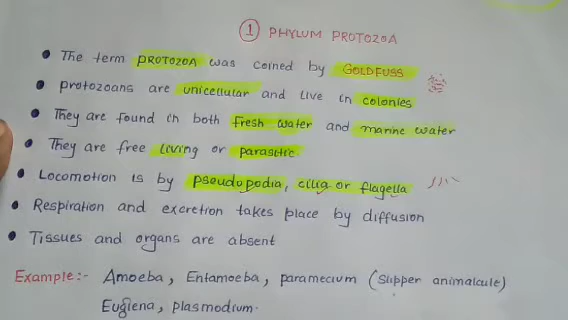 ① PHYLUM PROTOZOA
• The term PROTOZOA was coined by GOLDFUSS
• protozoans are unicellular and live in colonies
• They are found in both fresh water and marine water
• They are free living or parasitic.
• Locomotion is by pseudopodia, cilia or flagella
• Respiration and excretion takes place by diffusion
• Tissues and organs are absent
Example:- Amoeba, Entamoeba, paramecium (supper animalcule)
Euglena, plasmodium.